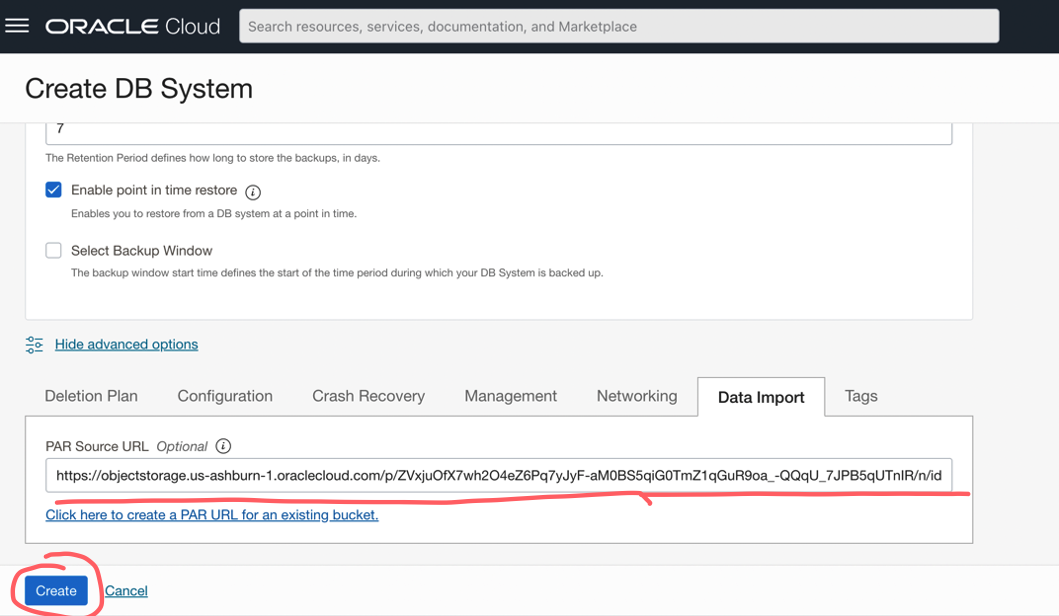 ORACLE Cloud
Search resources, services, documentation, and Marketplace
Create DB System
7
The Retention Period defines how long to store the backups, in days.
Enable point in time restore
Enables you to restore from a DB system at a point in time.
Select Backup Window
The backup window start time defines the start of the time period during which your DB System is backed up.
Hide advanced options
Deletion Plan Configuration Crash Recovery Management Networking Data Import Tags
PAR Source URL Optional
https://objectstorage.us-ashburn-1.oraclecloud.com/p/ZVxjuOfX7wh2O4eZ6Pq7yJyF-aM0BS5qiG0TmZ1qGuR9oa_-QQqU_7JPB5qUTnIR/n/id
Click here to create a PAR URL for an existing bucket.
Create Cancel